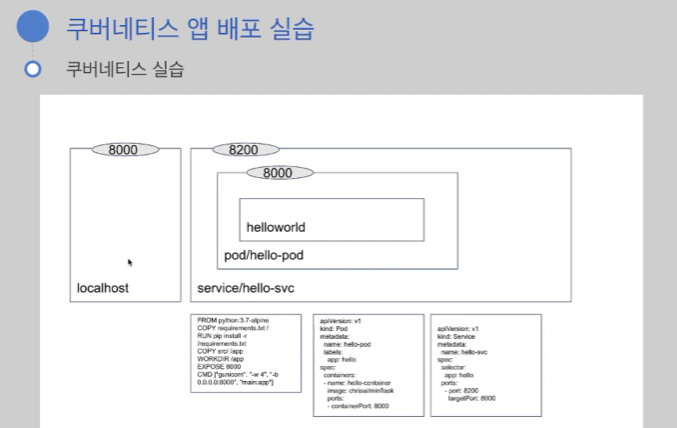 쿠버네티스 앱 배포 실습
쿠버네티스 실습
8000
8200
8000
helloworld
pod/hello-pod
localhost
service/hello-svc
FROM python:3.7-alpine
COPY requirements.txt /
RUN pip install -r
/requirements.txt
COPY src/ /app
WORKDIR /app
EXPOSE 8000
CMD ["gunicorn", "-w 4", "-b
0.0.0.0:8000", "main:app"]
apiVersion: v1
kind: Pod
metadata:
name: hello-pod
labels:
app: hello
spec:
containers:
- name: hello-container
image: chrisai/minflask
ports:
- containerPort: 8000
apiVersion: v1
kind: Service
metadata:
name: hello-svc
spec:
selector:
app: hello
ports:
- port: 8200
targetPort: 8000